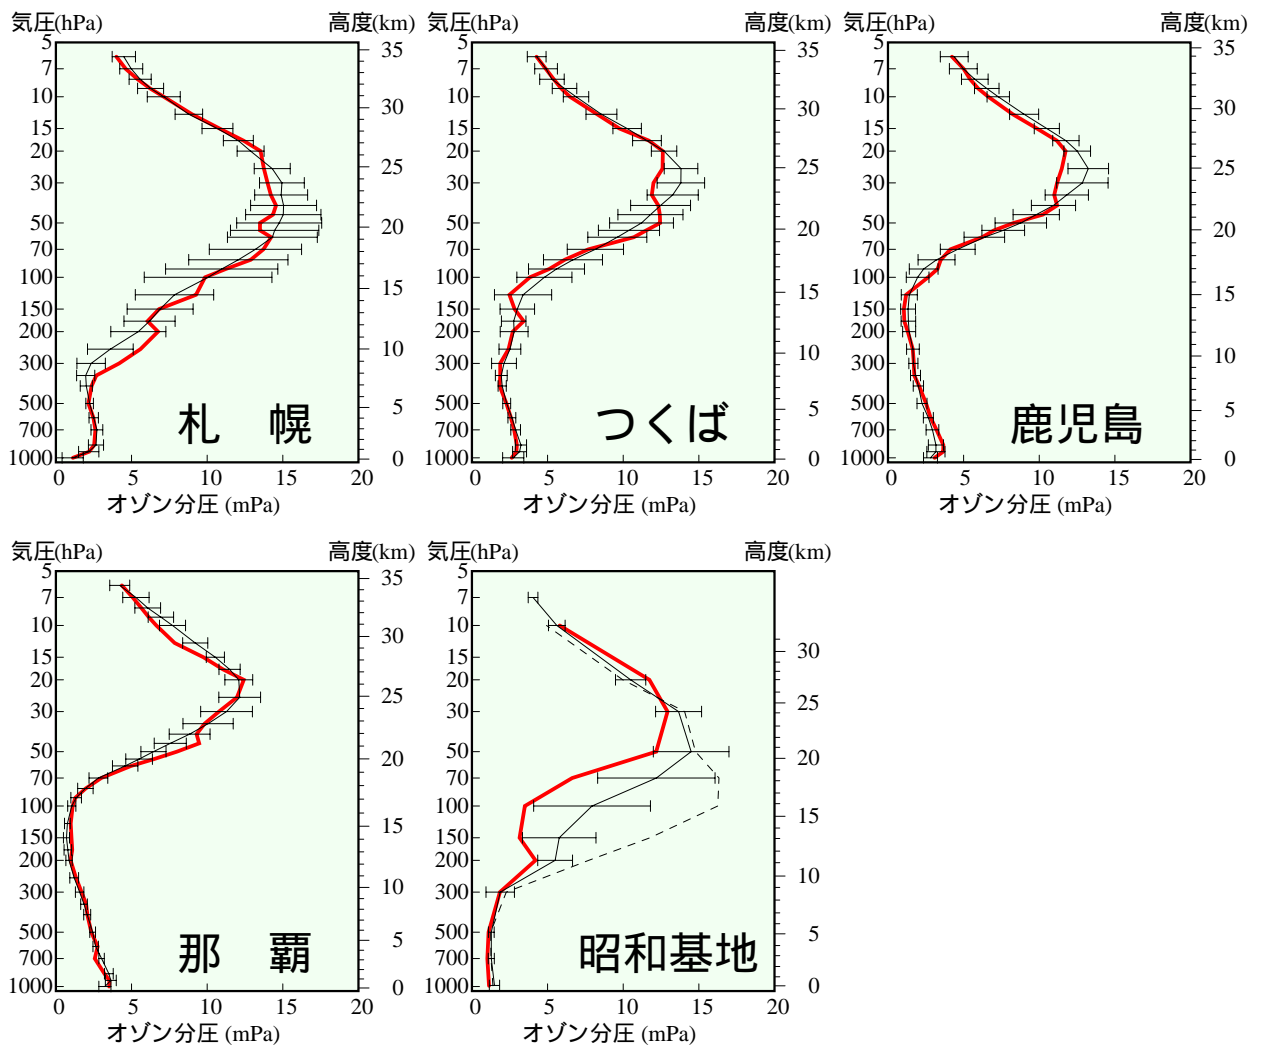 気圧(hPa) 高度(km) 気圧(hPa) 高度(km) 気圧(hPa) 高度(km)
5 35 5 35 5 35
7 7 7
10 30 10 30 10 30
15 15 15
20 25 20 25 20 25
30 30 30
50 20 50 20 50 20
70 70 70
100 15 100 15 100 15
150 150 150
200 10 200 10 200 10
300 300 300
500 5 500 5 500 5
札 幌 つくば 鹿児島
700 700 700
1000 0 1000 0 1000 0
0 5 10 15 20 0 5 10 15 20 0 5 10 15 20
オゾン分圧 (mPa) オゾン分圧 (mPa) オゾン分圧 (mPa)
気圧(hPa) 高度(km) 気圧(hPa) 高度(km)
5 35 5
7 7
10 30 10 30
15 15
20 25 20 25
30 30
50 20 50 20
70 70
100 15 100 15
150 150
200 10 200 10
300 300
500 5 500 5
那 覇 昭和基地
700 700
1000 0 1000 0
0 5 10 15 20 0 5 10 15 20
オゾン分圧 (mPa) オゾン分圧 (mPa)